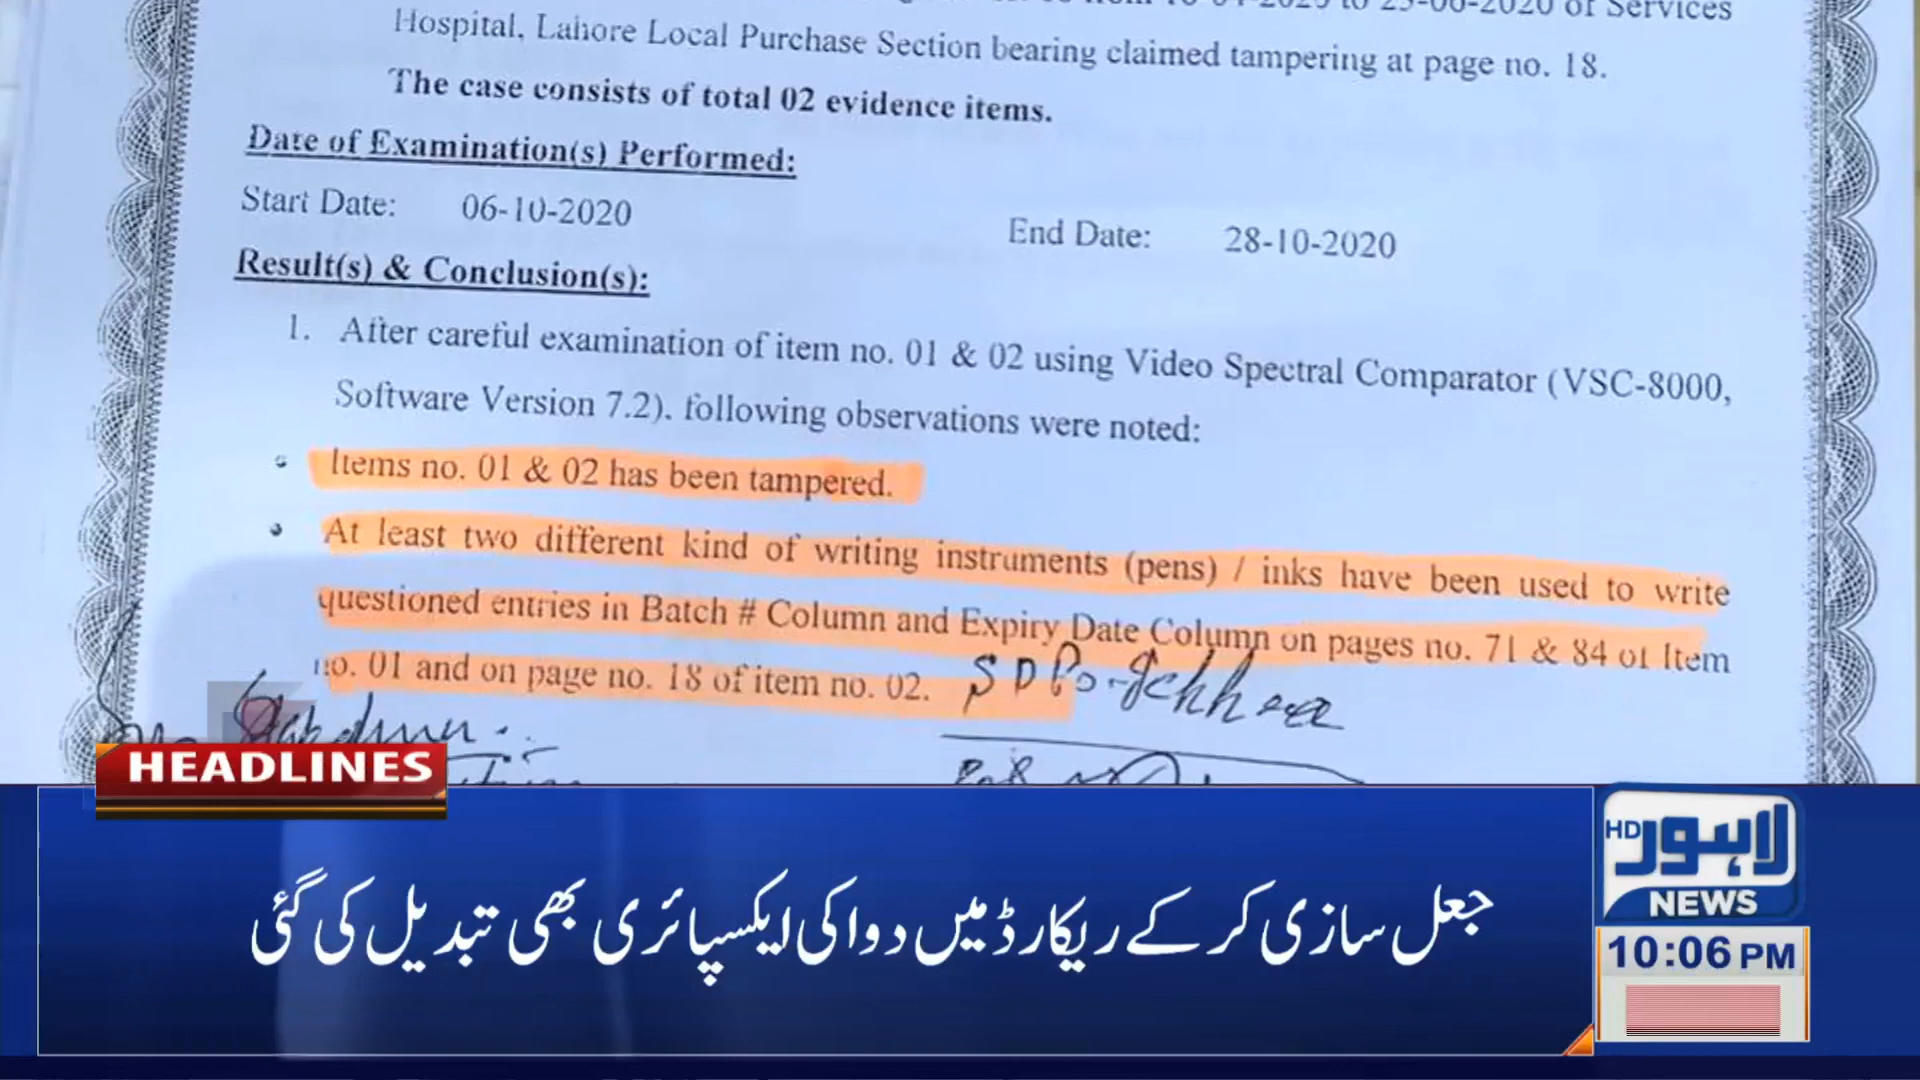 25-06-2020 of Services
Hospital, Lahore Local Purchase Section bearing claimed tampering at page no. 18.
The case consists of total 02 evidence items.
Date of Examination(s) Performed:
Start Date: 06-10-2020 End Date: 28-10-2020
Result(s) & Conclusion(s):
1. After careful examination of item no. 01 & 02 using Video Spectral Comparator (VSC-8000,
Software Version 7.2). following observations were noted:
Items no. 01 & 02 has been tampered.
At least two different kind of writing instruments (pens) / inks have been used to write
questioned entries in Batch # Column and Expiry Date Column on pages no. 71 & 84 of Item
no. 01 and on page no. 18 of item no. 02.
HEADLINES
جعل سازی کر کے ریکارڈ میں دوا کی ایکسپائری بھی تبدیل کی گئی
لاہور HD
NEWS
10:06 PM